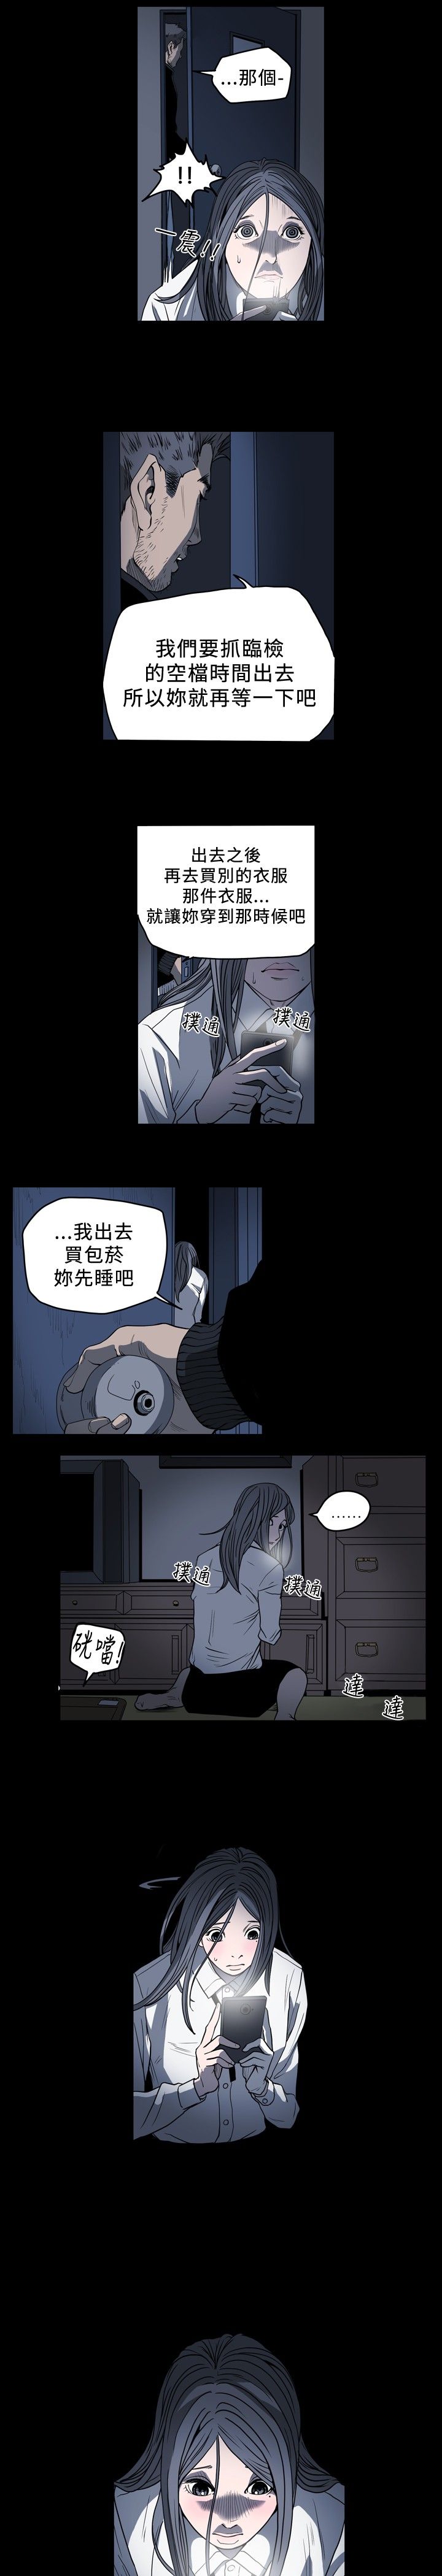 ...那個-
!!
一震!!
我們要抓臨檢
的空檔時間出去
所以妳就再等一下吧
出去之後
再去買別的衣服
那件衣服...
就讓妳穿到那時候吧
撲通
撲通
...我出去
買包菸
妳先睡吧
......
撲通
撲通
硄噹!
達
達